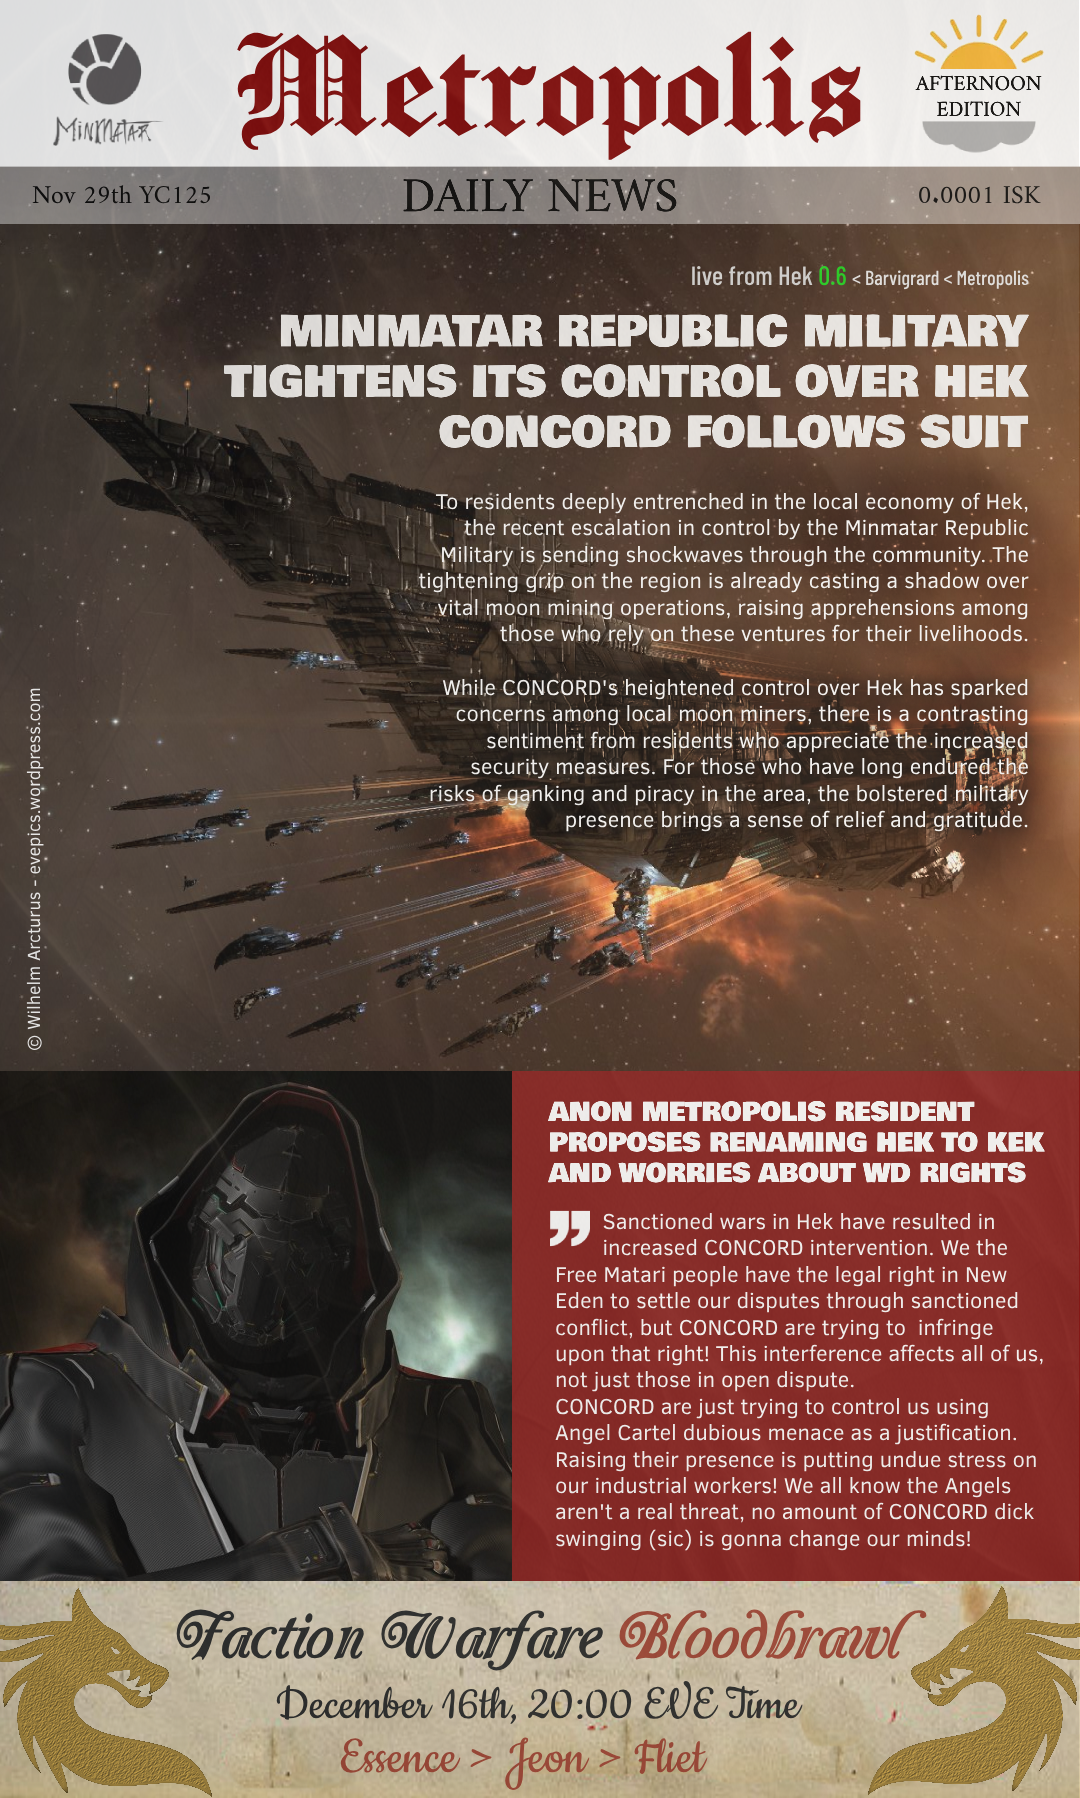 MINMATAR
Metropolis
AFTERNOON
EDITION
Nov 29th YC125
DAILY NEWS
0.0001 ISK
live from Hek 0.6 < Barvigrard < Metropolis
MINMATAR REPUBLIC MILITARY
TIGHTENS ITS CONTROL OVER HEK
CONCORD FOLLOWS SUIT
To residents deeply entrenched in the local economy of Hek,
the recent escalation in control by the Minmatar Republic
Military is sending shockwaves through the community. The
tightening grip on the region is already casting a shadow over
vital moon mining operations, raising apprehensions among
those who rely on these ventures for their livelihoods.
While CONCORD's heightened control over Hek has sparked
concerns among local moon miners, there is a contrasting
sentiment from residents who appreciate the increased
security measures. For those who have long endured the
risks of ganking and piracy in the area, the bolstered military
presence brings a sense of relief and gratitude.
© Wilhelm Arcturus - evepics.wordpress.com
ANON METROPOLIS RESIDENT
PROPOSES RENAMING HEK TO KEK
AND WORRIES ABOUT WD RIGHTS
" Sanctioned wars in Hek have resulted in
increased CONCORD intervention. We the
Free Matari people have the legal right in New
Eden to settle our disputes through sanctioned
conflict, but CONCORD are trying to infringe
upon that right! This interference affects all of us,
not just those in open dispute.
CONCORD are just trying to control us using
Angel Cartel dubious menace as a justification.
Raising their presence is putting undue stress on
our industrial workers! We all know the Angels
aren't a real threat, no amount of CONCORD dick
swinging (sic) is gonna change our minds!
Faction Warfare Bloodbrawl
December 16th, 20:00 EVE Time
Essence > Jeon > Fliet